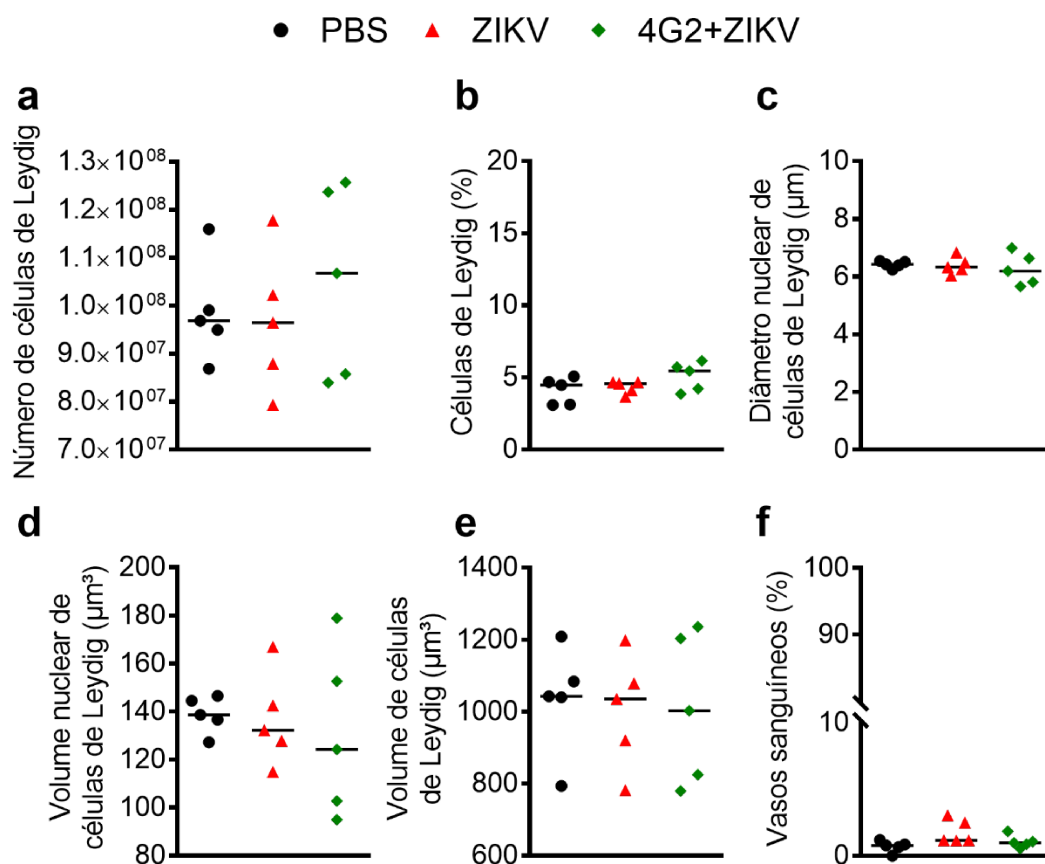 PBS ZIKV 4G2+ZIKV
a
Número de células de Leydig
1.3×10⁰⁸
1.2×10⁰⁸
1.1×10⁰⁸
1.0×10⁰⁸
9.0×10⁰⁷
8.0×10⁰⁷
7.0×10⁰⁷
b
Células de Leydig (%)
20
15
10
5
0
c
Diâmetro nuclear de
células de Leydig (µm)
10
8
6
4
2
0
d
Volume nuclear de
células de Leydig (µm³)
200
180
160
140
120
100
80
e
Volume de células
de Leydig (µm³)
1400
1200
1000
800
600
f
Vasos sanguíneos (%)
100
90
10
0